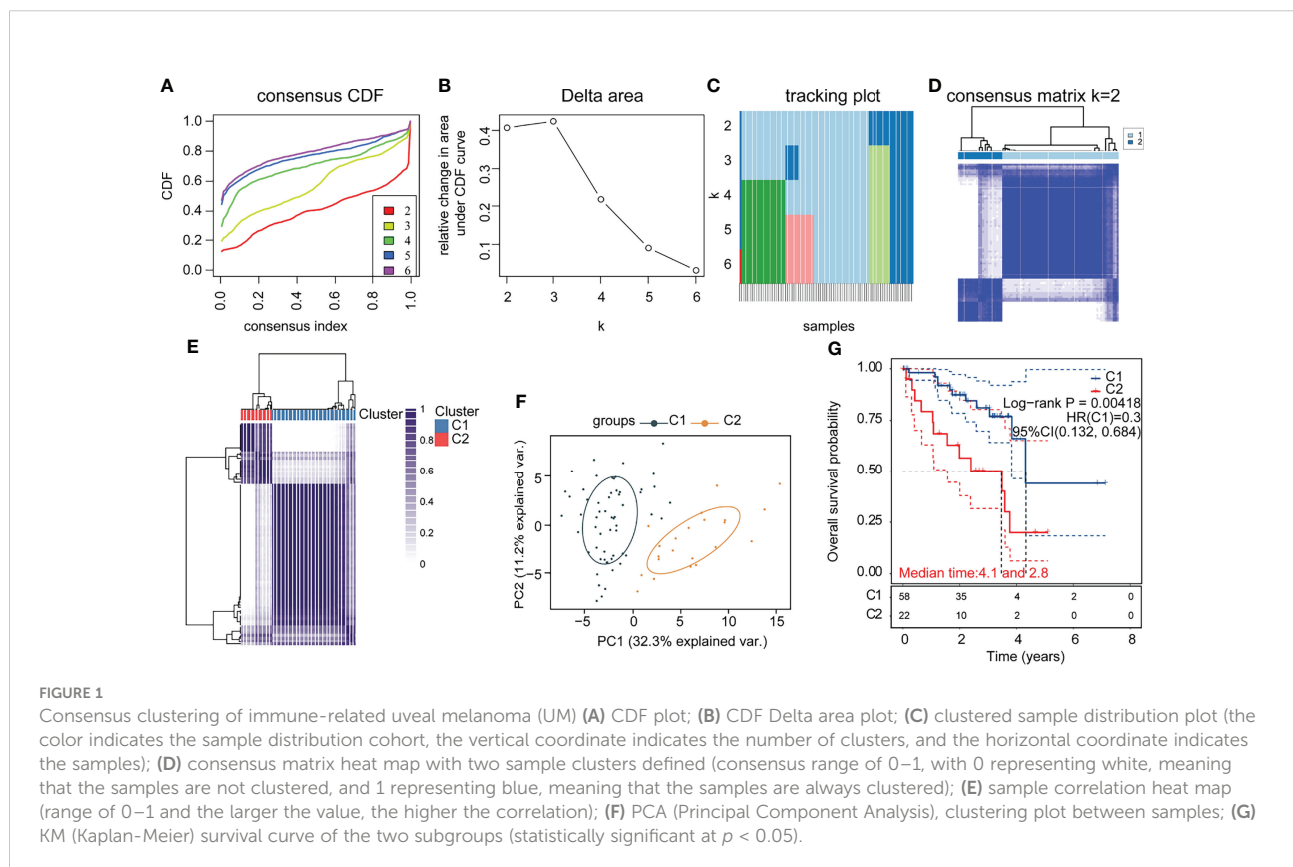 A
consensus CDF
CDF
1.0
0.8
0.6
0.4
0.2
0.0
2
3
4
5
6
0.0 0.2 0.4 0.6 0.8 1.0
consensus index
B
Delta area
relative change in area
under CDF curve
0.4
0.3
0.2
0.1
2 3 4 5 6
k
C
tracking plot
k
2
3
4
5
6
samples
D
consensus matrix k=2
1
2
E
Cluster
1
0.8
0.6
0.4
0.2
0
Cluster
C1
C2
F
groups C1 C2
PC2 (11.2% explained var.)
5
0
−5
−5 0 5 10 15
PC1 (32.3% explained var.)
G
Overall survival probability
1.00
0.75
0.50
0.25
0.00
C1
C2
Log−rank P = 0.00418
HR(C1)=0.3
95%CI(0.132, 0.684)
Median time:4.1 and 2.8
C1 58 35 4 2 0
C2 22 10 2 0 0
0 2 4 6 8
Time (years)
FIGURE 1
Consensus clustering of immune-related uveal melanoma (UM) (A) CDF plot; (B) CDF Delta area plot; (C) clustered sample distribution plot (the
color indicates the sample distribution cohort, the vertical coordinate indicates the number of clusters, and the horizontal coordinate indicates
the samples); (D) consensus matrix heat map with two sample clusters defined (consensus range of 0–1, with 0 representing white, meaning
that the samples are not clustered, and 1 representing blue, meaning that the samples are always clustered); (E) sample correlation heat map
(range of 0–1 and the larger the value, the higher the correlation); (F) PCA (Principal Component Analysis), clustering plot between samples; (G)
KM (Kaplan-Meier) survival curve of the two subgroups (statistically significant at p < 0.05).